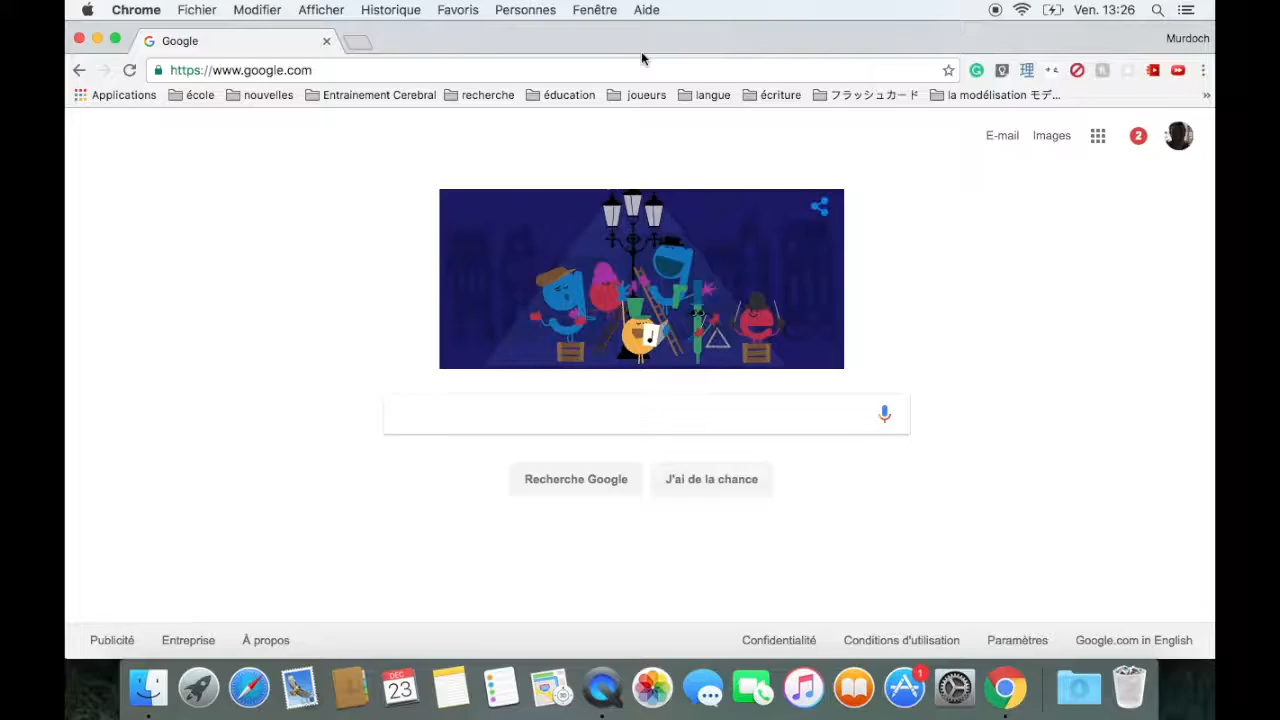 Chrome Fichier Modifier Afficher Historique Favoris Personnes Fenêtre Aide Ven. 13:26
Google Murdoch
https://www.google.com
Applications école nouvelles Entraînement Cerebral recherche éducation joueurs langue écriture フラッシュカード la modélisation モデ... »
E-mail Images 2
Recherche Google J'ai de la chance
Publicité Entreprise À propos Confidentialité Conditions d'utilisation Paramètres Google.com in English
DEC 23 1